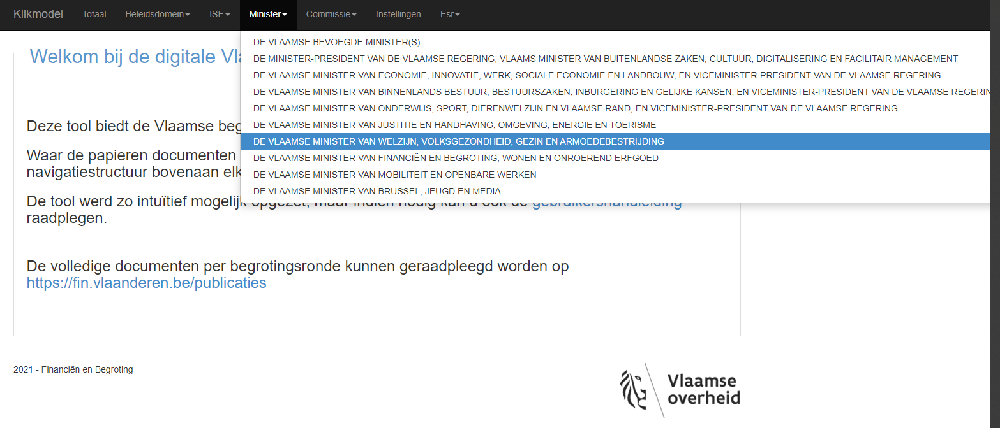 Klikmodel Totaal Beleidsdomein ISE Minister Commissie Instellingen Esr
DE VLAAMSE BEVOEGDE MINISTER(S)
DE MINISTER-PRESIDENT VAN DE VLAAMSE REGERING, VLAAMS MINISTER VAN BUITENLANDSE ZAKEN, CULTUUR, DIGITALISERING EN FACILITAIR MANAGEMENT
DE VLAAMSE MINISTER VAN ECONOMIE, INNOVATIE, WERK, SOCIALE ECONOMIE EN LANDBOUW, EN VICEMINISTER-PRESIDENT VAN DE VLAAMSE REGERING
DE VLAAMSE MINISTER VAN BINNENLANDS BESTUUR, BESTUURSZAKEN, INBURGERING EN GELIJKE KANSEN, EN VICEMINISTER-PRESIDENT VAN DE VLAAMSE REGERIN
DE VLAAMSE MINISTER VAN ONDERWIJS, SPORT, DIERENWELZIJN EN VLAAMSE RAND, EN VICEMINISTER-PRESIDENT VAN DE VLAAMSE REGERING
DE VLAAMSE MINISTER VAN JUSTITIE EN HANDHAVING, OMGEVING, ENERGIE EN TOERISME
DE VLAAMSE MINISTER VAN WELZIJN, VOLKSGEZONDHEID, GEZIN EN ARMOEDEBESTRIJDING
DE VLAAMSE MINISTER VAN FINANCIËN EN BEGROTING, WONEN EN ONROEREND ERFGOED
DE VLAAMSE MINISTER VAN MOBILITEIT EN OPENBARE WERKEN
DE VLAAMSE MINISTER VAN BRUSSEL, JEUGD EN MEDIA
Welkom bij de digitale Vl
Deze tool biedt de Vlaamse beg
Waar de papieren documenten
navigatiestructuur bovenaan elk
De tool werd zo intuïtief mogelijk opgezet, maar indien nodig kan u ook de gebruikershandleiding
raadplegen.
De volledige documenten per begrotingsronde kunnen geraadpleegd worden op
https://fin.vlaanderen.be/publicaties
2021 - Financiën en Begroting
Vlaamse
overheid